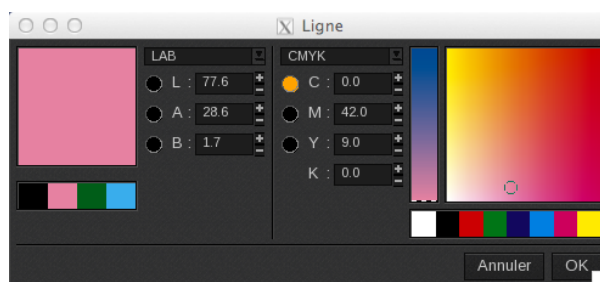 Ligne
LAB CMYK
L : 77.6 C : 0.0
A : 28.6 M : 42.0
B : 1.7 Y : 9.0
K : 0.0
Annuler OK